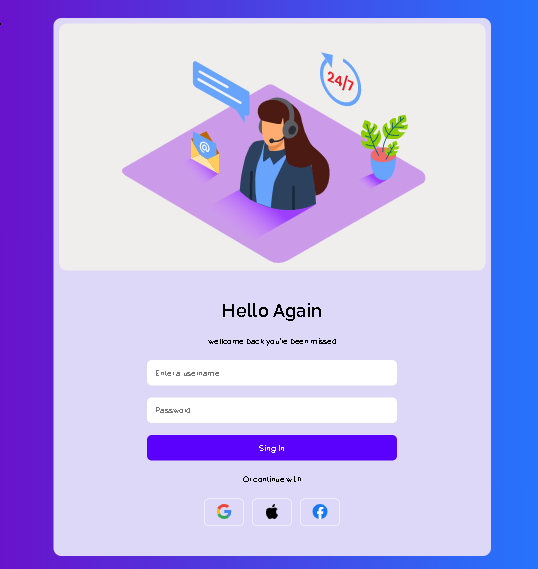 24/7
@
Hello Again
wellcome back you've been missed
Enter a username
Password
Sing In
Or continue with